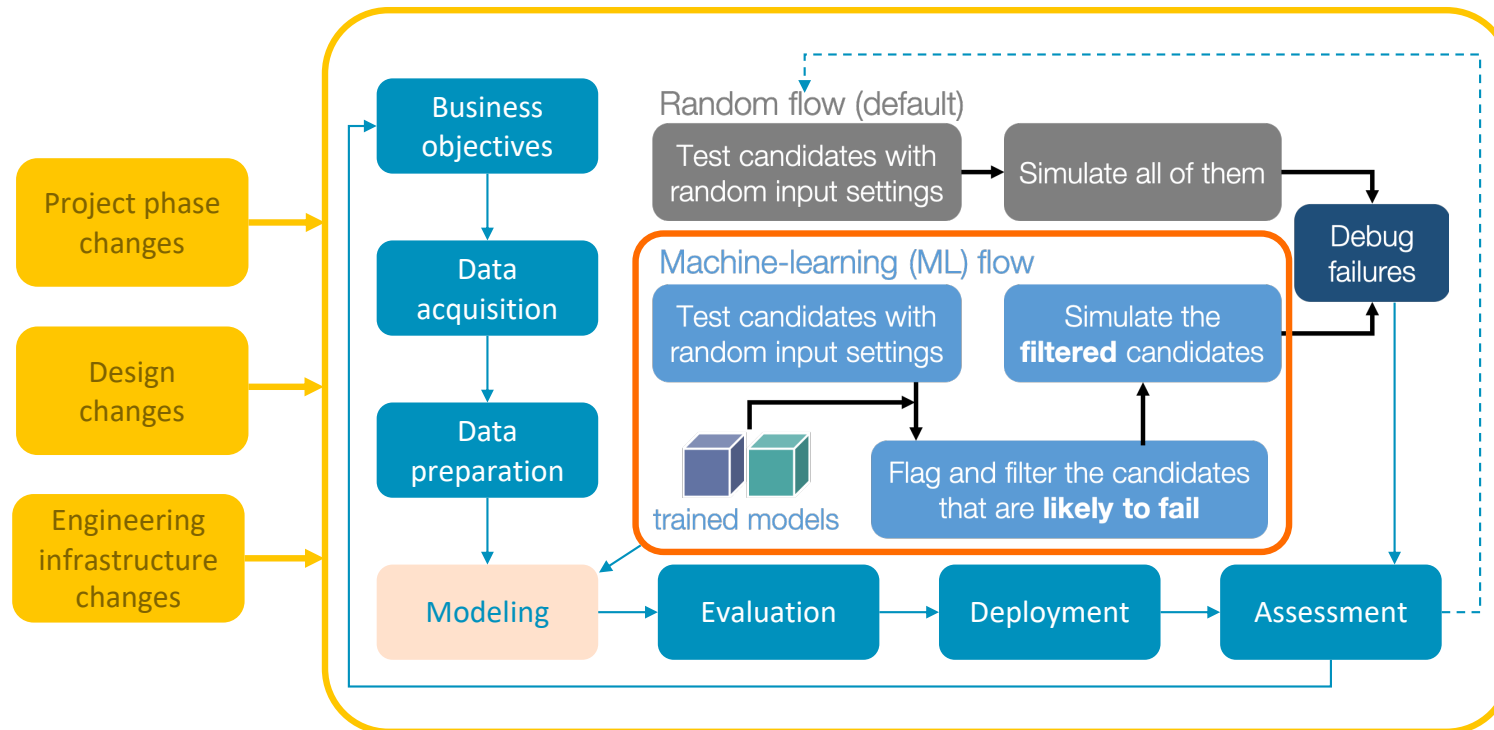 Project phase
changes
Design
changes
Engineering
infrastructure
changes
Business
objectives
Data
acquisition
Data
preparation
Modeling
Evaluation
Deployment
Assessment
Random flow (default)
Test candidates with
random input settings
Simulate all of them
Debug
failures
Machine-learning (ML) flow
Test candidates with
random input settings
Simulate the
filtered candidates
trained models
Flag and filter the candidates
that are likely to fail